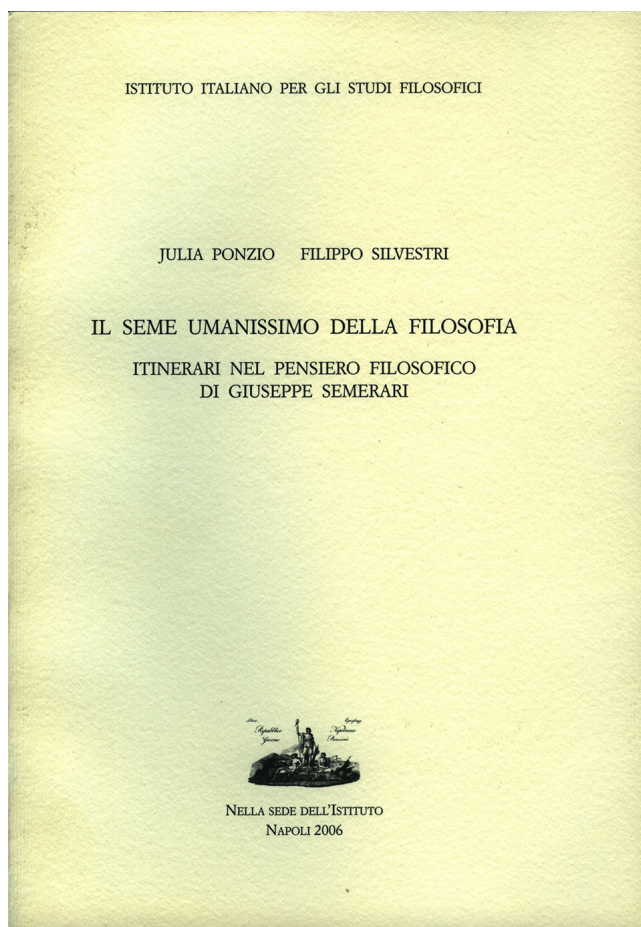 ISTITUTO ITALIANO PER GLI STUDI FILOSOFICI
JULIA PONZIO FILIPPO SILVESTRI
IL SEME UMANISSIMO DELLA FILOSOFIA
ITINERARI NEL PENSIERO FILOSOFICO
DI GIUSEPPE SEMERARI
NELLA SEDE DELL'ISTITUTO
NAPOLI 2006